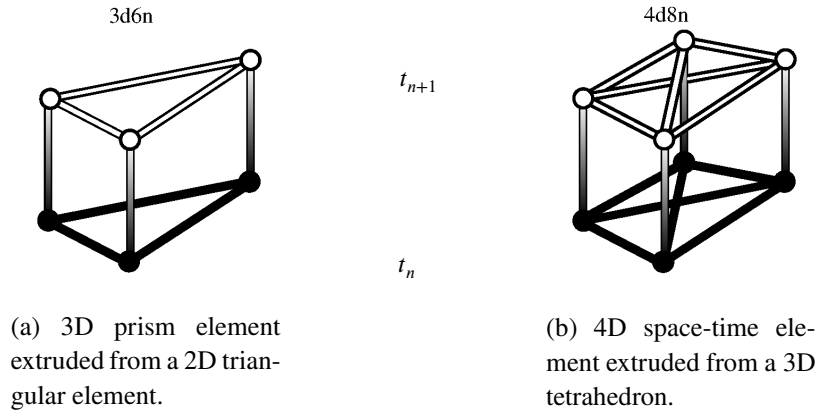 3d6n
4d8n
t_{n+1}
t_n
(a) 3D prism element
extruded from a 2D trian-
gular element.
(b) 4D space-time ele-
ment extruded from a 3D
tetrahedron.